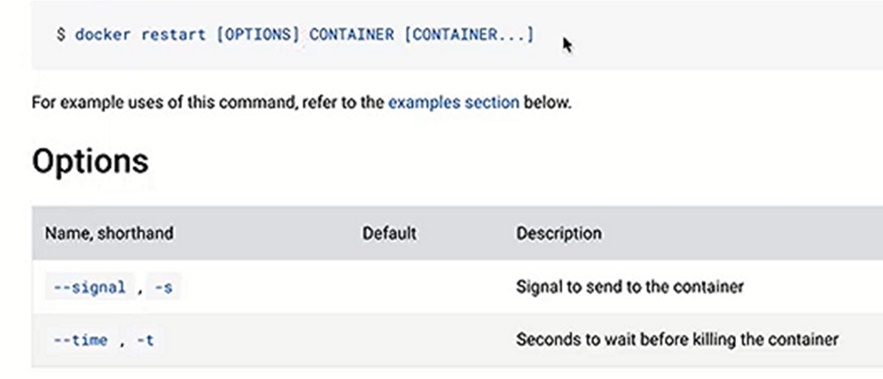 $ docker restart [OPTIONS] CONTAINER [CONTAINER...]
For example uses of this command, refer to the examples section below.
Options
Name, shorthand Default Description
--signal , -s Signal to send to the container
--time , -t Seconds to wait before killing the container